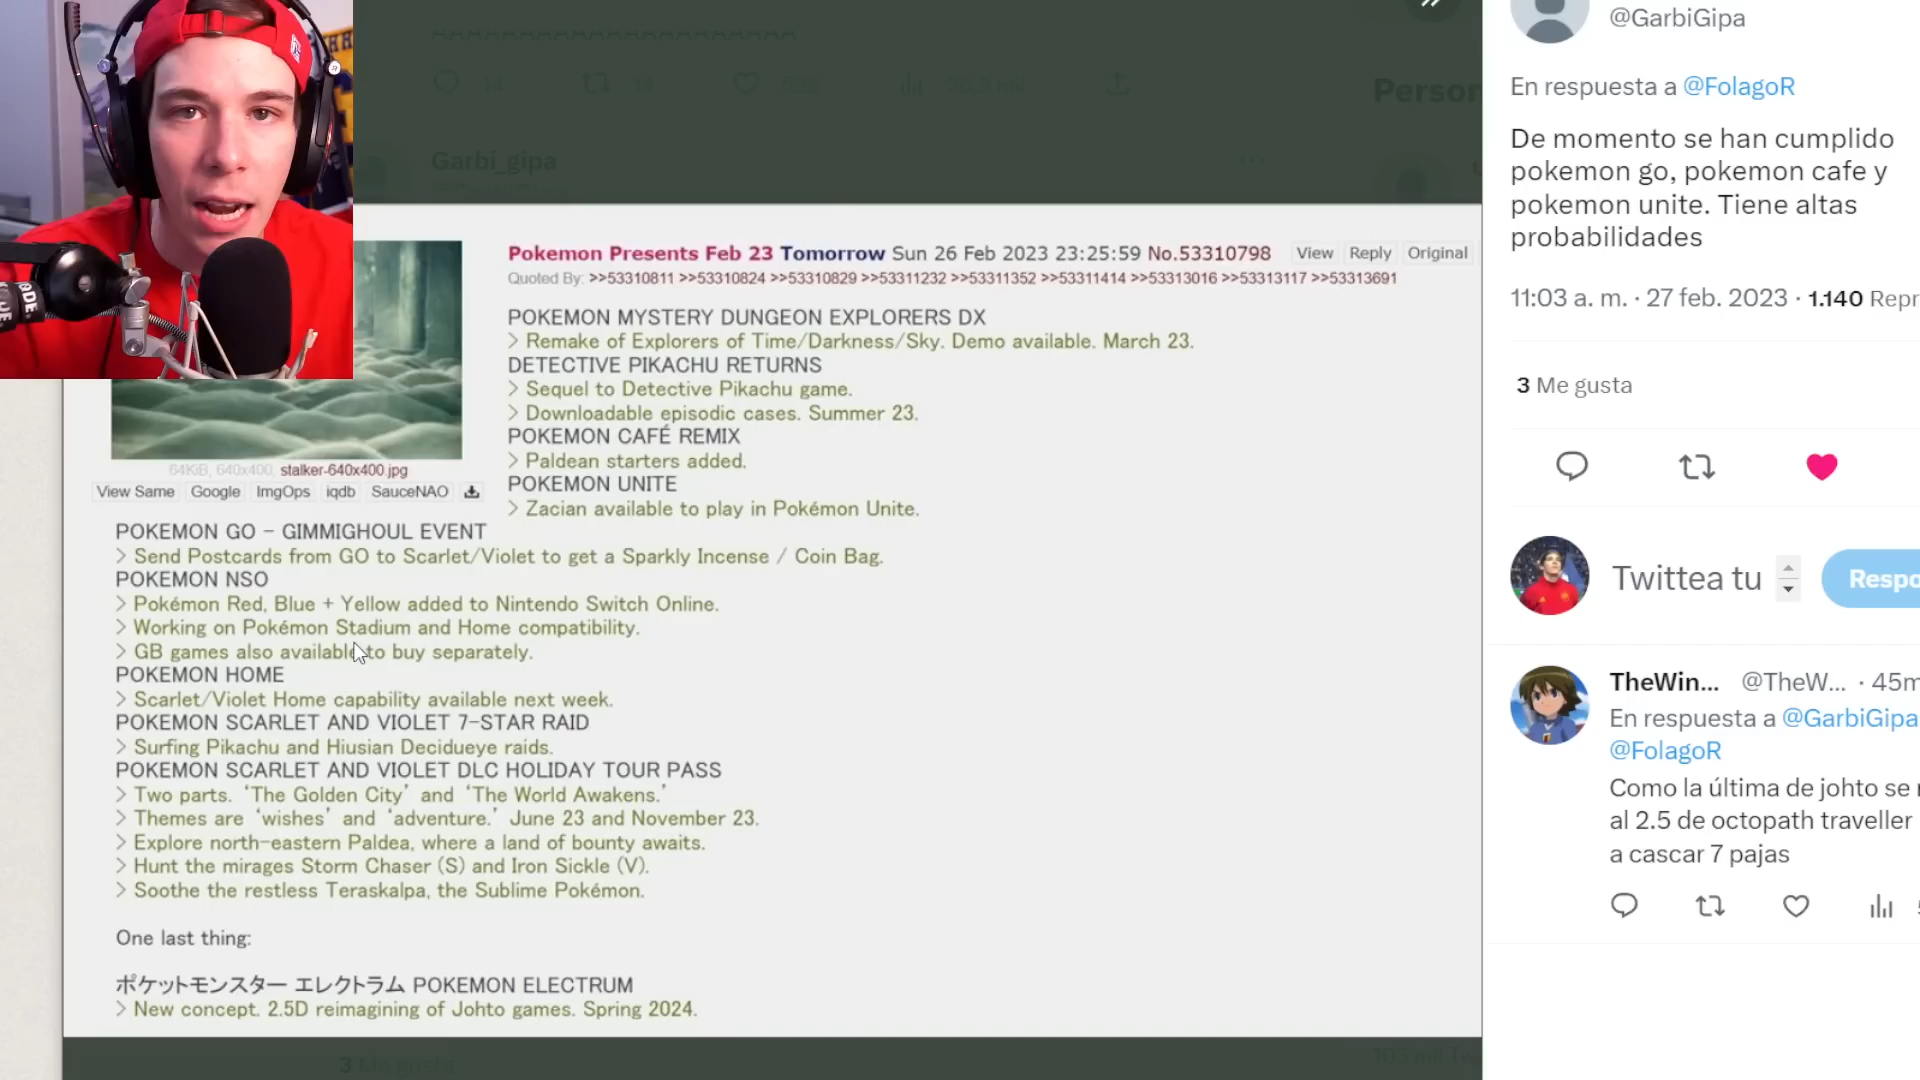 Garbi_gipa
Person
Pokemon Presents Feb 23 Tomorrow Sun 26 Feb 2023 23:25:59 No.53310798 View Reply Original
Quoted By: >>53310811 >>53310824 >>53310829 >>53311232 >>53311352 >>53311414 >>53313016 >>53313117 >>53313691
POKEMON MYSTERY DUNGEON EXPLORERS DX
> Remake of Explorers of Time/Darkness/Sky. Demo available. March 23.
DETECTIVE PIKACHU RETURNS
> Sequel to Detective Pikachu game.
> Downloadable episodic cases. Summer 23.
POKEMON CAFÉ REMIX
> Paldean starters added.
POKEMON UNITE
> Zacian available to play in Pokémon Unite.
64KiB, 640x400, stalker-640x400.jpg
View Same Google ImgOps iqdb SauceNAO
POKEMON GO - GIMMIGHOUL EVENT
> Send Postcards from GO to Scarlet/Violet to get a Sparkly Incense / Coin Bag.
POKEMON NSO
> Pokémon Red, Blue + Yellow added to Nintendo Switch Online.
> Working on Pokémon Stadium and Home compatibility.
> GB games also available to buy separately.
POKEMON HOME
> Scarlet/Violet Home capability available next week.
POKEMON SCARLET AND VIOLET 7-STAR RAID
> Surfing Pikachu and Hiusian Decidueye raids.
POKEMON SCARLET AND VIOLET DLC HOLIDAY TOUR PASS
> Two parts. ‘The Golden City’ and ‘The World Awakens.’
> Themes are ‘wishes’ and ‘adventure.’ June 23 and November 23.
> Explore north-eastern Paldea, where a land of bounty awaits.
> Hunt the mirages Storm Chaser (S) and Iron Sickle (V).
> Soothe the restless Teraskalpa, the Sublime Pokémon.
One last thing:
ポケットモンスター エレクトラム POKEMON ELECTRUM
> New concept. 2.5D reimagining of Johto games. Spring 2024.
3 Me gusta
@GarbiGipa
En respuesta a @FolagoR
De momento se han cumplido
pokemon go, pokemon cafe y
pokemon unite. Tiene altas
probabilidades
11:03 a. m. · 27 feb. 2023 · 1.140 Repr
3 Me gusta
Twittea tu
Respo
TheWin... @TheW... · 45m
En respuesta a @GarbiGipa
@FolagoR
Como la última de johto se
al 2.5 de octopath traveller
a cascar 7 pajas